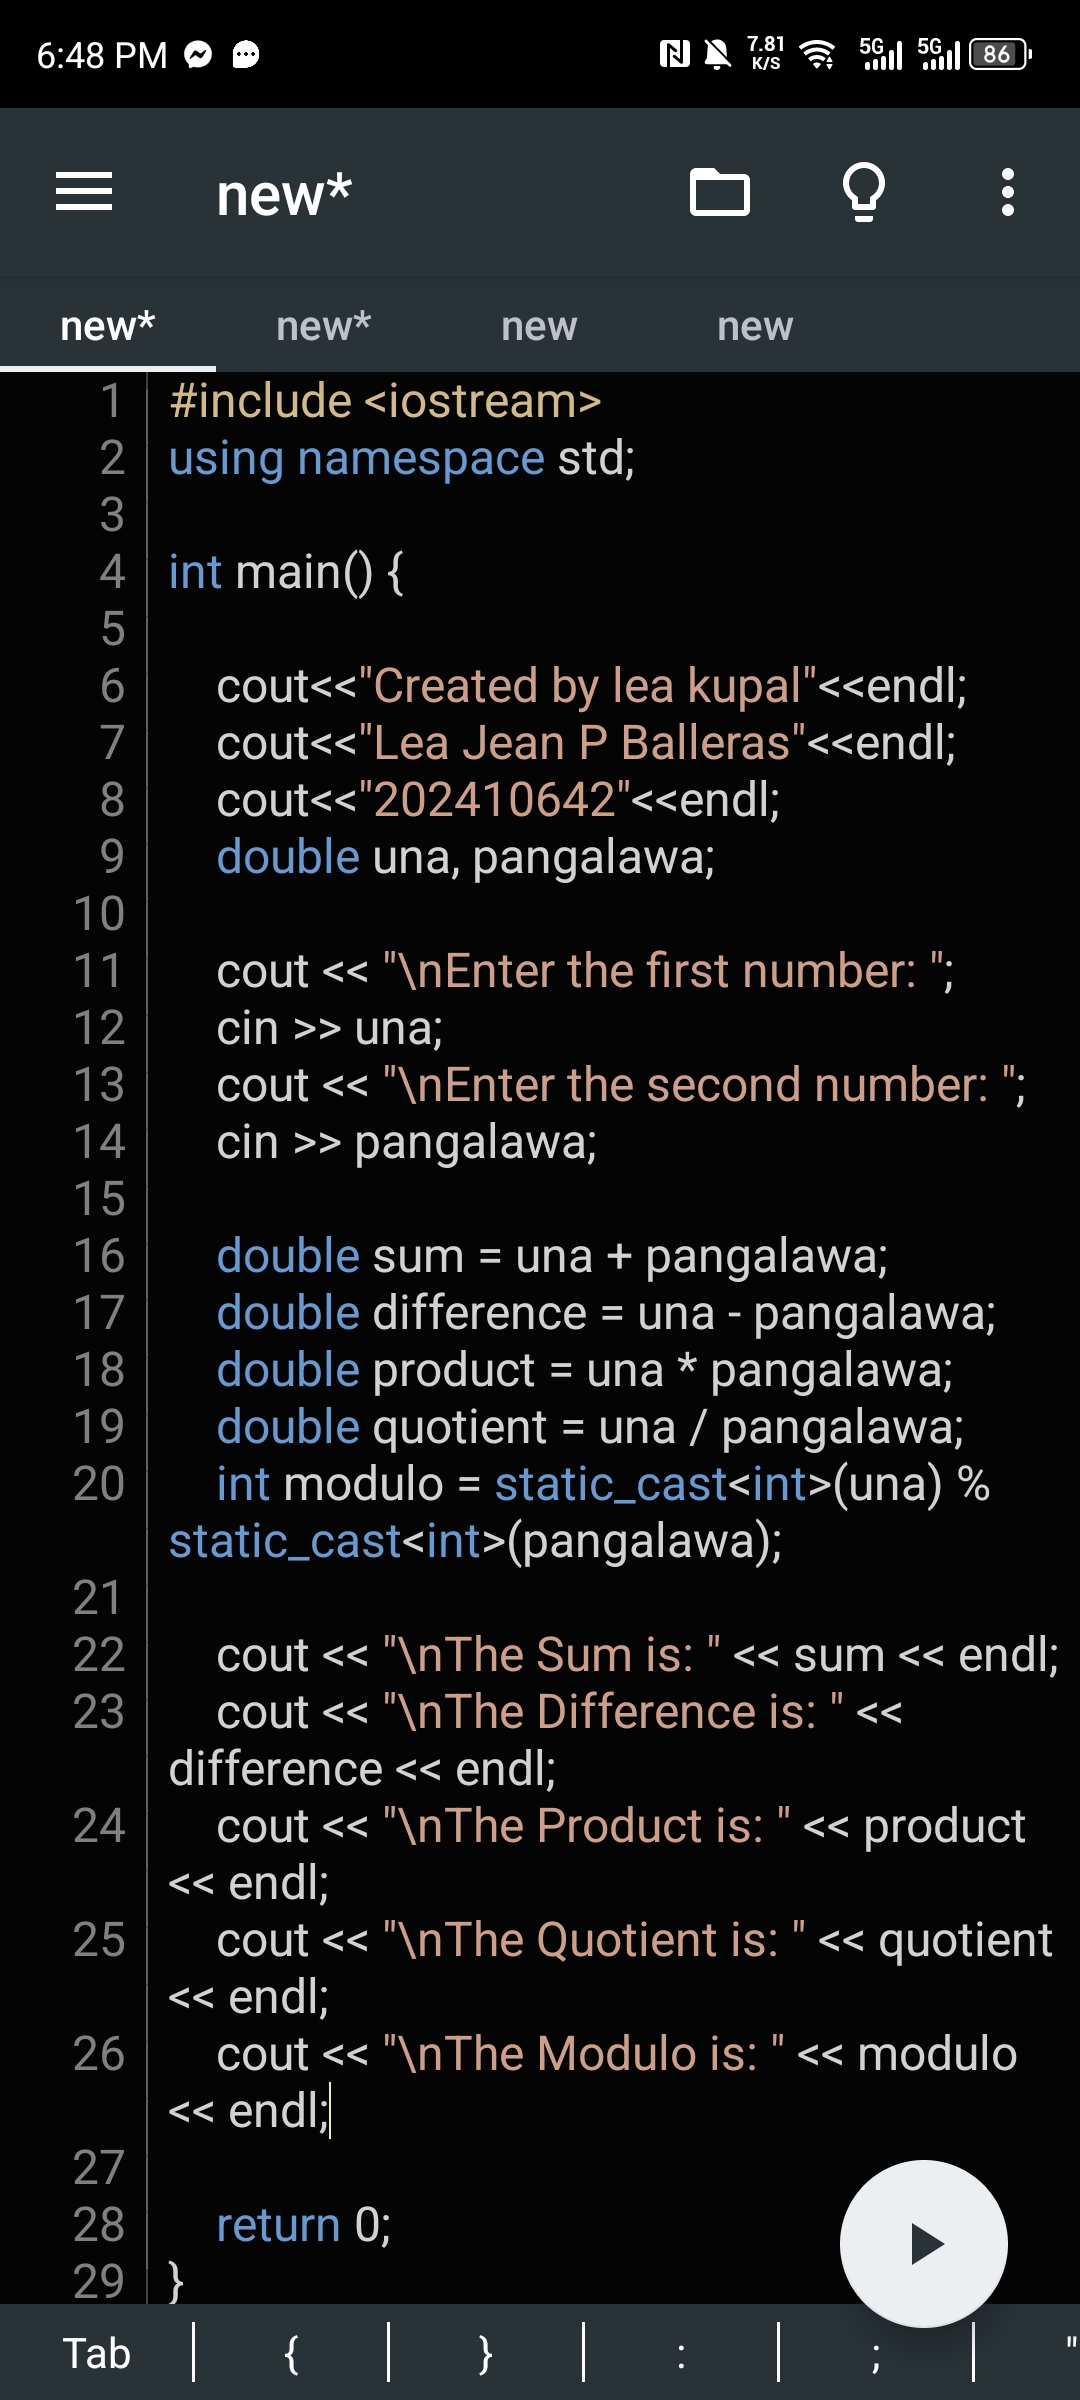 6:48 PM 7.81 K/S 5G 5G 86
new*
new* new* new new
1 #include <iostream>
2 using namespace std;
3
4 int main() {
5
6 cout<<"Created by lea kupal"<<endl;
7 cout<<"Lea Jean P Balleras"<<endl;
8 cout<<"202410642"<<endl;
9 double una, pangalawa;
10
11 cout << "\nEnter the first number: ";
12 cin >> una;
13 cout << "\nEnter the second number: ";
14 cin >> pangalawa;
15
16 double sum = una + pangalawa;
17 double difference = una - pangalawa;
18 double product = una * pangalawa;
19 double quotient = una / pangalawa;
20 int modulo = static_cast<int>(una) %
static_cast<int>(pangalawa);
21
22 cout << "\nThe Sum is: " << sum << endl;
23 cout << "\nThe Difference is: " <<
difference << endl;
24 cout << "\nThe Product is: " << product
<< endl;
25 cout << "\nThe Quotient is: " << quotient
<< endl;
26 cout << "\nThe Modulo is: " << modulo
<< endl;
27
28 return 0;
29 }
Tab { } : ; "